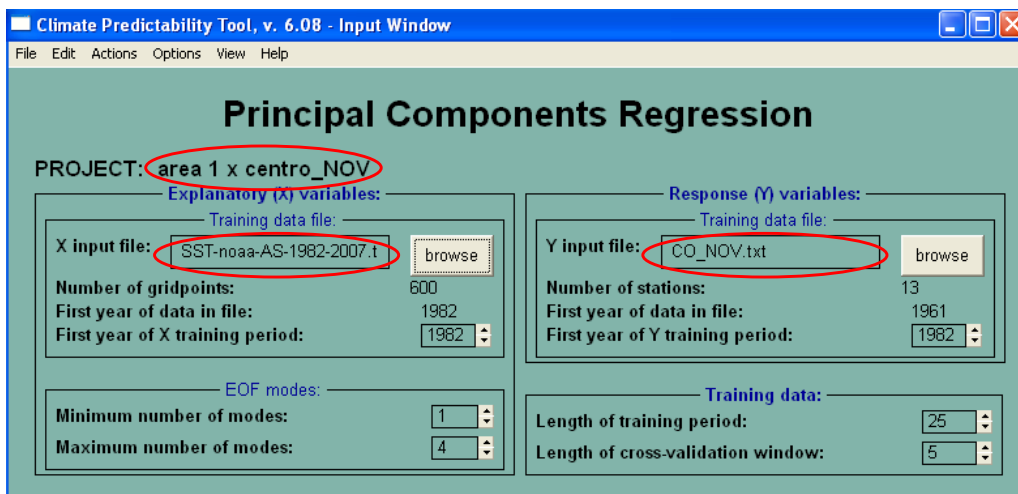 Climate Predictability Tool, v. 6.08 - Input Window
File Edit Actions Options View Help
Principal Components Regression
PROJECT: area 1 x centro_NOV
Explanatory (X) variables:
Training data file:
X input file: SST-noaa-AS-1982-2007.t browse
Number of gridpoints: 600
First year of data in file: 1982
First year of X training period: 1982
EOF modes:
Minimum number of modes: 1
Maximum number of modes: 4
Response (Y) variables:
Training data file:
Y input file: CO_NOV.txt browse
Number of stations: 13
First year of data in file: 1961
First year of Y training period: 1982
Training data:
Length of training period: 25
Length of cross-validation window: 5